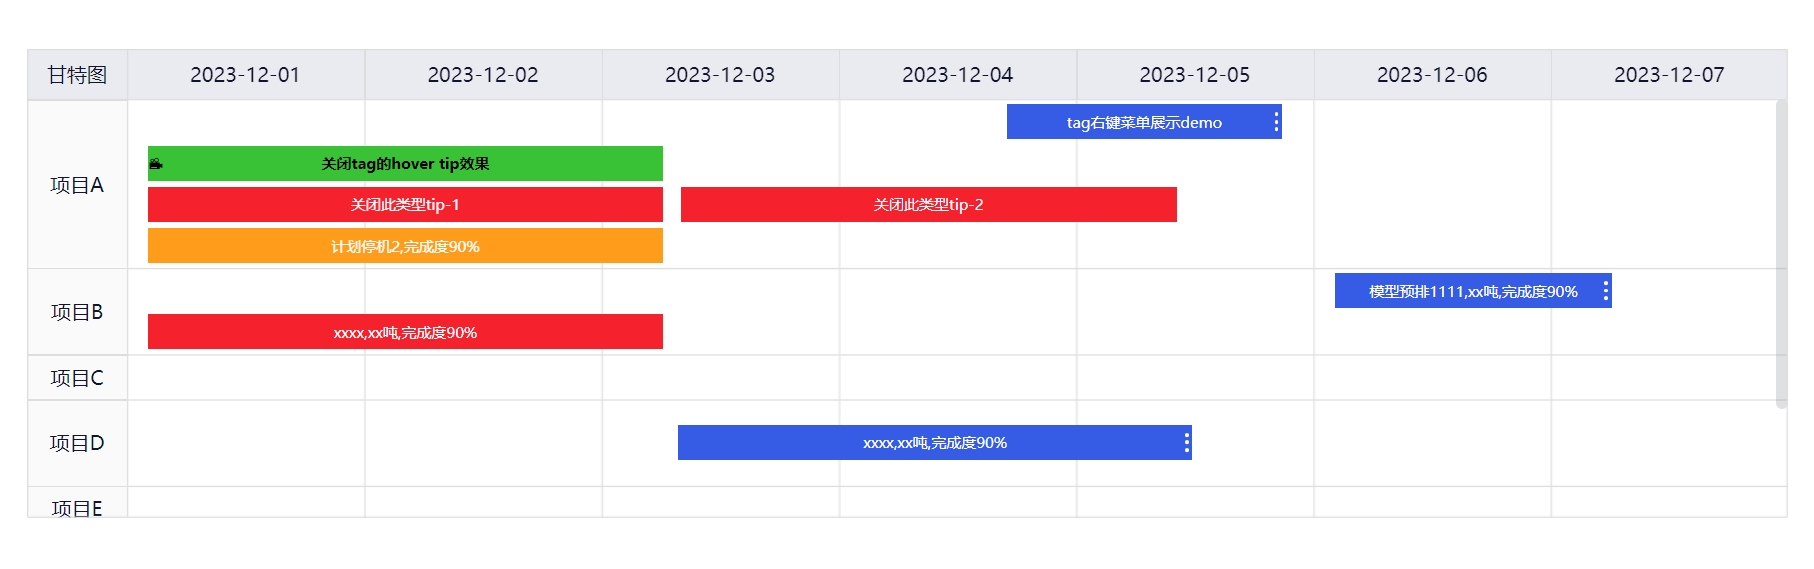 甘特图 2023-12-01 2023-12-02 2023-12-03 2023-12-04 2023-12-05 2023-12-06 2023-12-07
项目A
tag右键菜单展示demo
关闭tag的hover tip效果
关闭此类型tip-1 关闭此类型tip-2
计划停机2,完成度90%
项目B
模型预排1111,xx吨,完成度90%
xxxx,xx吨,完成度90%
项目C
项目D
xxxx,xx吨,完成度90%
项目E